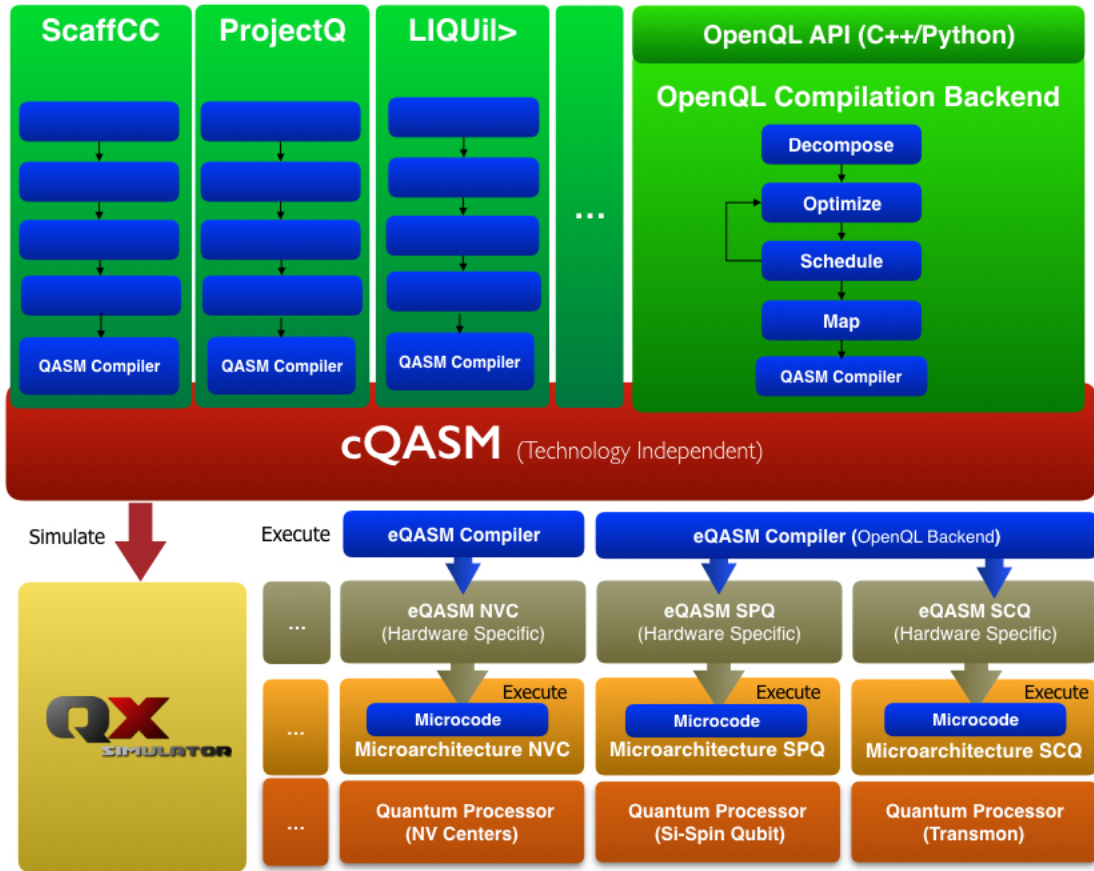 ScaffCC
ProjectQ
LIQUil>
...
OpenQL API (C++/Python)
OpenQL Compilation Backend
Decompose
Optimize
Schedule
Map
QASM Compiler
QASM Compiler
QASM Compiler
QASM Compiler
cQASM (Technology Independent)
Simulate
Execute
eQASM Compiler
eQASM Compiler (OpenQL Backend)
...
eQASM NVC
(Hardware Specific)
eQASM SPQ
(Hardware Specific)
eQASM SCQ
(Hardware Specific)
QX
SIMULATOR
...
Execute
Microcode
Microarchitecture NVC
Execute
Microcode
Microarchitecture SPQ
Execute
Microcode
Microarchitecture SCQ
...
Quantum Processor
(NV Centers)
Quantum Processor
(Si-Spin Qubit)
Quantum Processor
(Transmon)